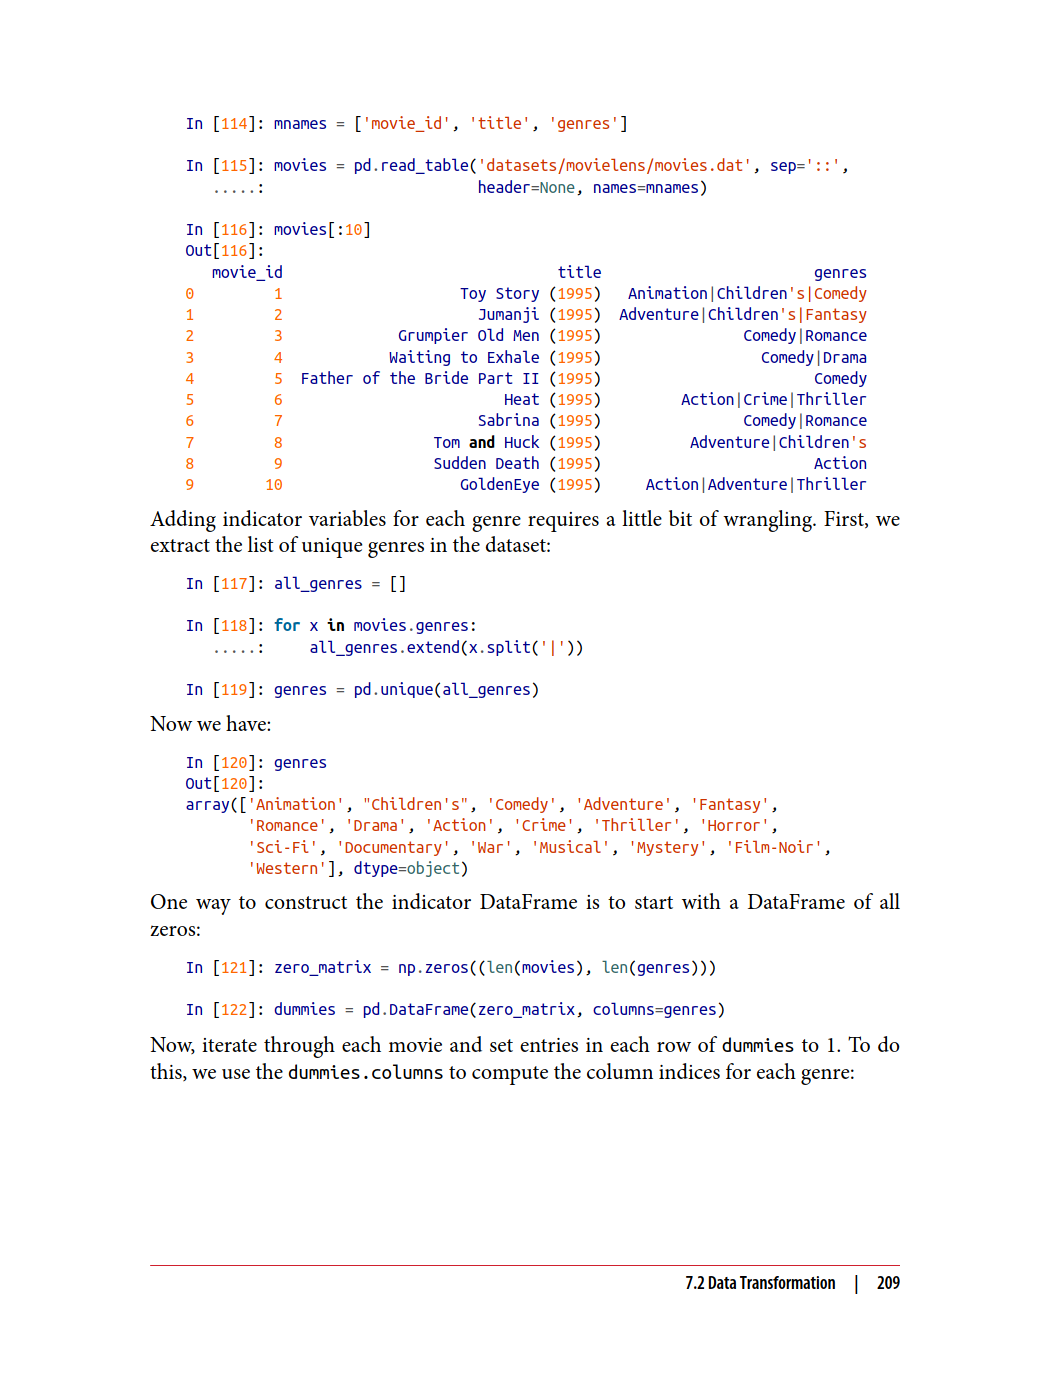 In [114]: mnames = ['movie_id', 'title', 'genres']
In [115]: movies = pd.read_table('datasets/movielens/movies.dat', sep='::',
   .....:                        header=None, names=mnames)
In [116]: movies[:10]
Out[116]:
   movie_id                               title                        genres
0         1                    Toy Story (1995)   Animation|Children's|Comedy
1         2                      Jumanji (1995)  Adventure|Children's|Fantasy
2         3             Grumpier Old Men (1995)                Comedy|Romance
3         4            Waiting to Exhale (1995)                  Comedy|Drama
4         5  Father of the Bride Part II (1995)                        Comedy
5         6                         Heat (1995)         Action|Crime|Thriller
6         7                      Sabrina (1995)                Comedy|Romance
7         8                 Tom and Huck (1995)          Adventure|Children's
8         9                 Sudden Death (1995)                        Action
9        10                    GoldenEye (1995)     Action|Adventure|Thriller
Adding indicator variables for each genre requires a little bit of wrangling. First, we
extract the list of unique genres in the dataset:
In [117]: all_genres = []
In [118]: for x in movies.genres:
   .....:     all_genres.extend(x.split('|'))
In [119]: genres = pd.unique(all_genres)
Now we have:
In [120]: genres
Out[120]:
array(['Animation', "Children's", 'Comedy', 'Adventure', 'Fantasy',
       'Romance', 'Drama', 'Action', 'Crime', 'Thriller', 'Horror',
       'Sci-Fi', 'Documentary', 'War', 'Musical', 'Mystery', 'Film-Noir',
       'Western'], dtype=object)
One way to construct the indicator DataFrame is to start with a DataFrame of all
zeros:
In [121]: zero_matrix = np.zeros((len(movies), len(genres)))
In [122]: dummies = pd.DataFrame(zero_matrix, columns=genres)
Now, iterate through each movie and set entries in each row of dummies to 1. To do
this, we use the dummies.columns to compute the column indices for each genre:
7.2 Data Transformation | 209